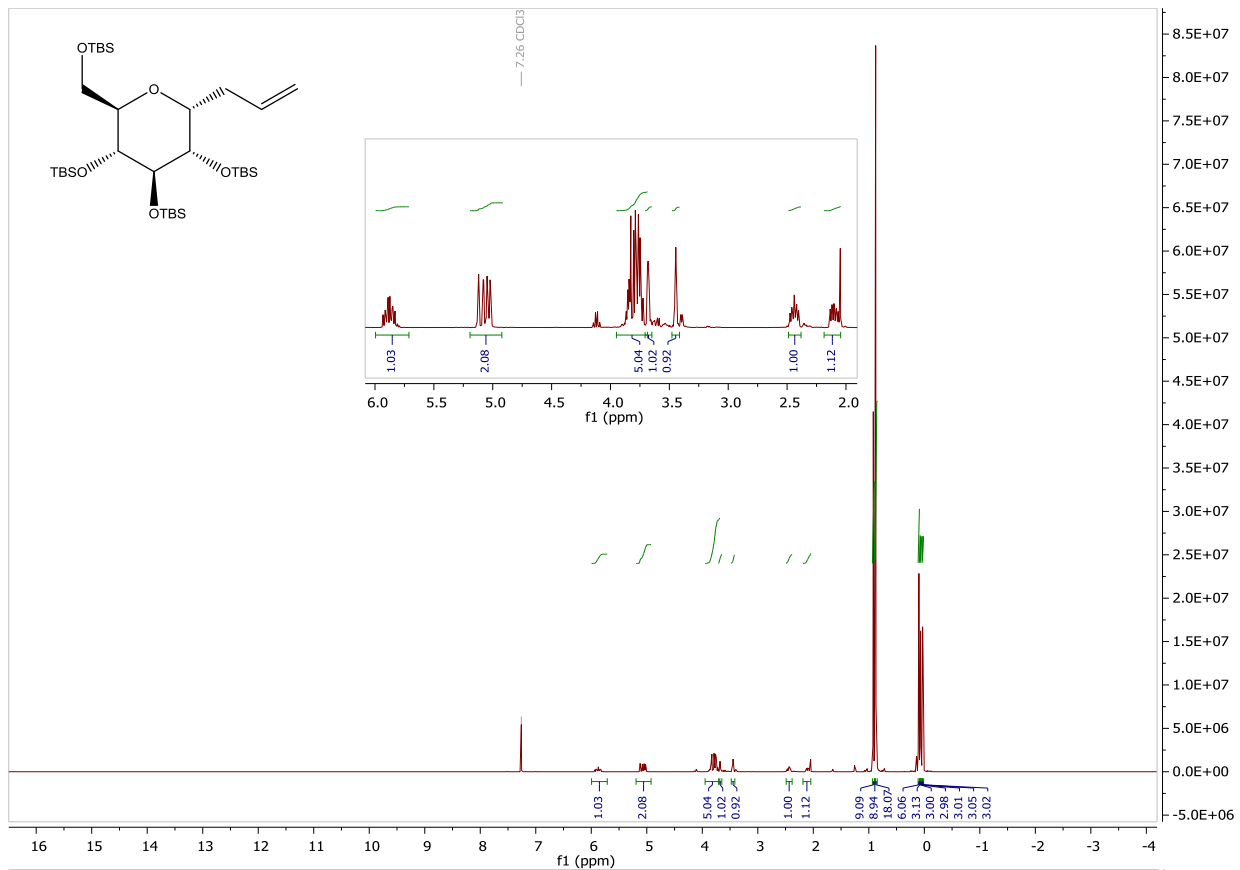 OTBS
O
TBSO
OTBS
OTBS
— 7.26 CDCl3
1.03
2.08
5.04
1.02
0.92
1.00
1.12
6.0 5.5 5.0 4.5 4.0 3.5 3.0 2.5 2.0
f1 (ppm)
8.5E+07
8.0E+07
7.5E+07
7.0E+07
6.5E+07
6.0E+07
5.5E+07
5.0E+07
4.5E+07
4.0E+07
3.5E+07
3.0E+07
2.5E+07
2.0E+07
1.5E+07
1.0E+07
5.0E+06
0.0E+00
-5.0E+06
1.03
2.08
5.04
1.02
0.92
1.00
1.12
9.09
8.94
18.07
6.06
3.13
3.00
2.98
3.01
3.05
3.02
16 15 14 13 12 11 10 9 8 7 6 5 4 3 2 1 0 -1 -2 -3 -4
f1 (ppm)